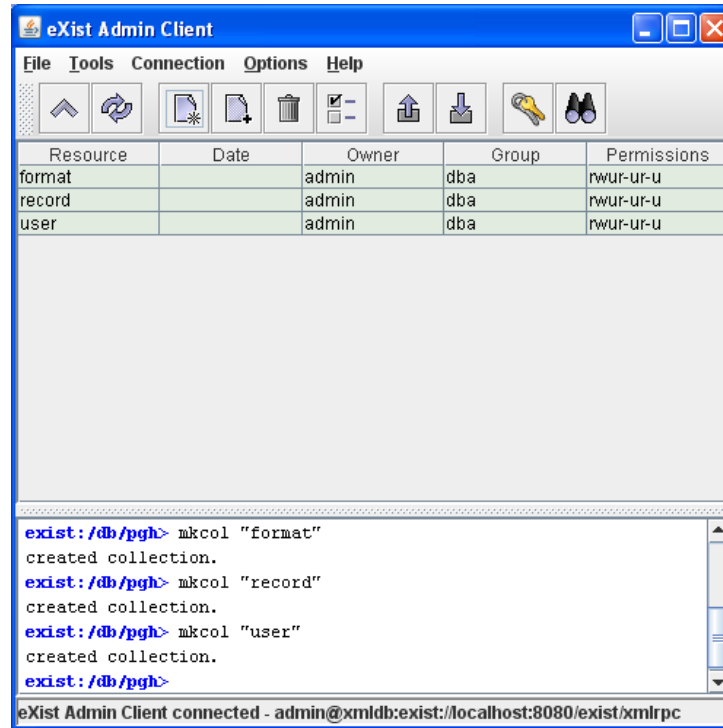 eXist Admin Client
File Tools Connection Options Help
Resource Date Owner Group Permissions
format admin dba rwur-ur-u
record admin dba rwur-ur-u
user admin dba rwur-ur-u
exist:/db/pgh> mkcol "format"
created collection.
exist:/db/pgh> mkcol "record"
created collection.
exist:/db/pgh> mkcol "user"
created collection.
exist:/db/pgh>
eXist Admin Client connected - admin@xmldb:exist://localhost:8080/exist/xmlrpc